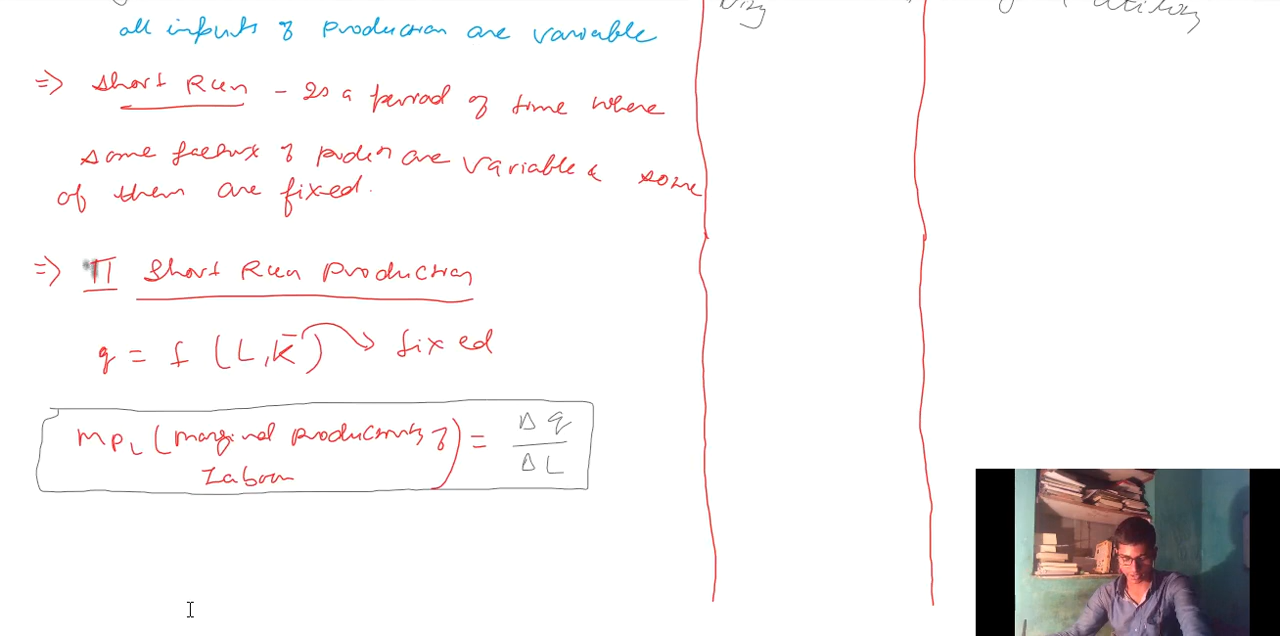 all inputs of production are variable
=> Short Run - Is a period of time where
some factors of prodn are variable & some
of them are fixed.
=> II Short Run Production
q = f (L, K̄) → fixed
MPL (marginal productivity of Labour) = Δq / ΔL